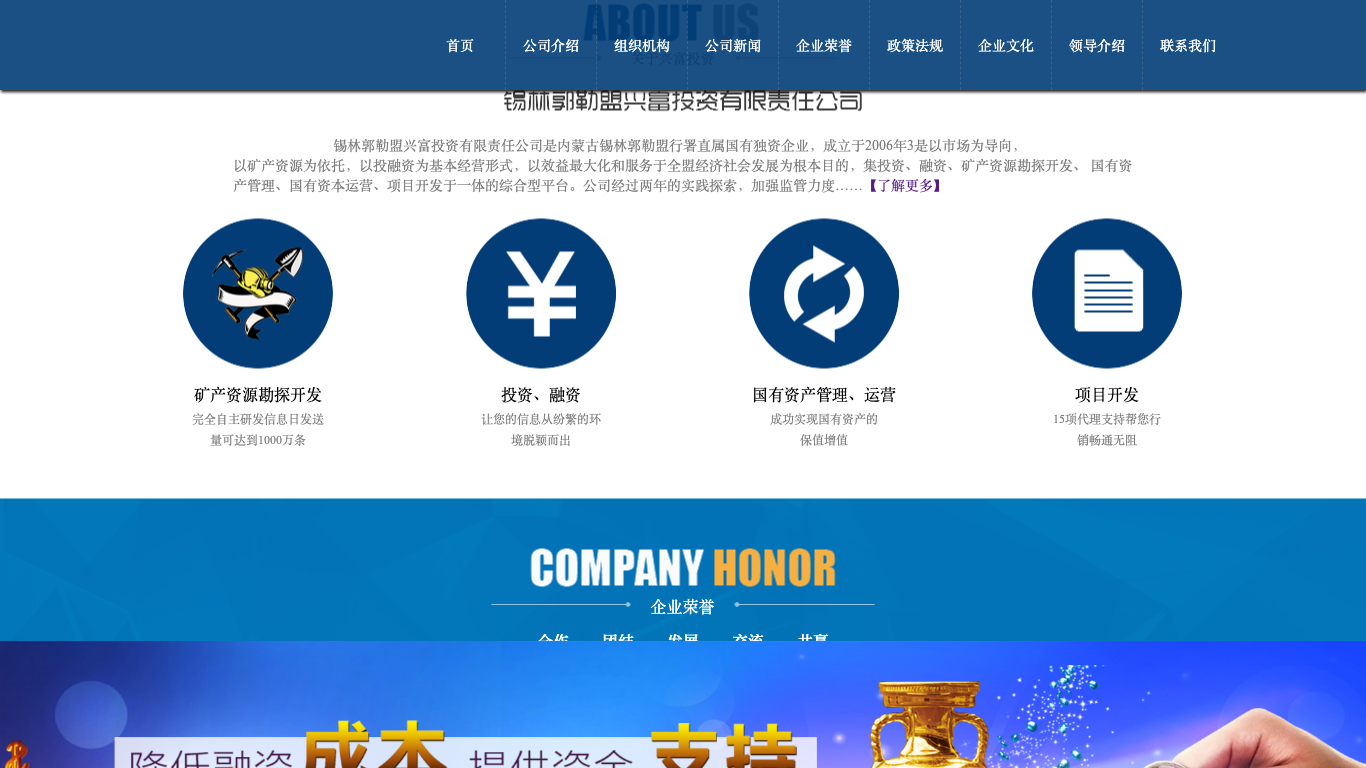 首页 公司介绍 组织机构 公司新闻 企业荣誉 政策法规 企业文化 领导介绍 联系我们
ABOUT US
关于兴富投资
锡林郭勒盟兴富投资有限责任公司
锡林郭勒盟兴富投资有限责任公司是内蒙古锡林郭勒盟行署直属国有独资企业，成立于2006年3是以市场为导向，
以矿产资源为依托，以投融资为基本经营形式，以效益最大化和服务于全盟经济社会发展为根本目的，集投资、融资、矿产资源勘探开发、 国有资
产管理、国有资本运营、项目开发于一体的综合型平台。公司经过两年的实践探索，加强监管力度……【了解更多】
矿产资源勘探开发
完全自主研发信息日发送
量可达到1000万条
投资、融资
让您的信息从纷繁的环
境脱颖而出
国有资产管理、运营
成功实现国有资产的
保值增值
项目开发
15项代理支持帮您行
销畅通无阻
COMPANY HONOR
企业荣誉
合作 团结 发展 交流 共赢
降低融资成本 提供资金支持